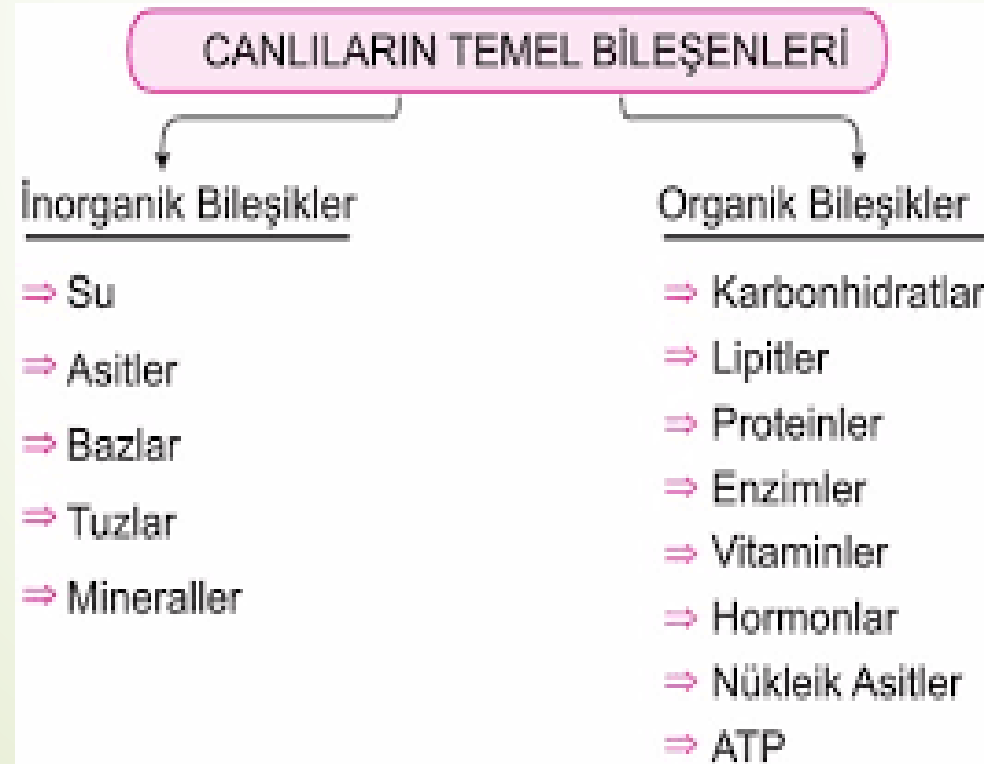 CANLILARIN TEMEL BİLEŞENLERİ
İnorganik Bileşikler
⇒ Su
⇒ Asitler
⇒ Bazlar
⇒ Tuzlar
⇒ Mineraller
Organik Bileşikler
⇒ Karbonhidratlar
⇒ Lipitler
⇒ Proteinler
⇒ Enzimler
⇒ Vitaminler
⇒ Hormonlar
⇒ Nükleik Asitler
⇒ ATP